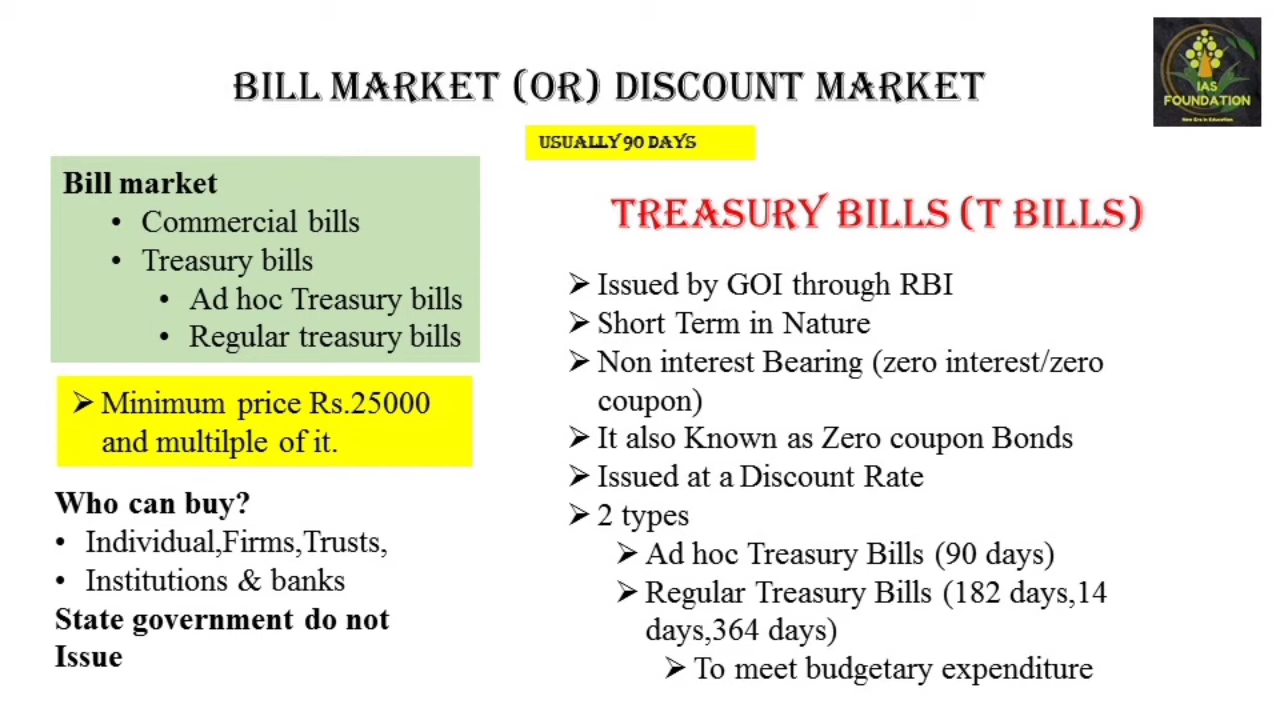 BILL MARKET (OR) DISCOUNT MARKET
IAS
FOUNDATION
New Era in Education
USUALLY 90 DAYS
Bill market
• Commercial bills
• Treasury bills
• Ad hoc Treasury bills
• Regular treasury bills
➢ Minimum price Rs.25000
and multilple of it.
Who can buy?
• Individual,Firms,Trusts,
• Institutions & banks
State government do not
Issue
TREASURY BILLS (T BILLS)
➢ Issued by GOI through RBI
➢ Short Term in Nature
➢ Non interest Bearing (zero interest/zero
coupon)
➢ It also Known as Zero coupon Bonds
➢ Issued at a Discount Rate
➢ 2 types
➢ Ad hoc Treasury Bills (90 days)
➢ Regular Treasury Bills (182 days,14
days,364 days)
➢ To meet budgetary expenditure